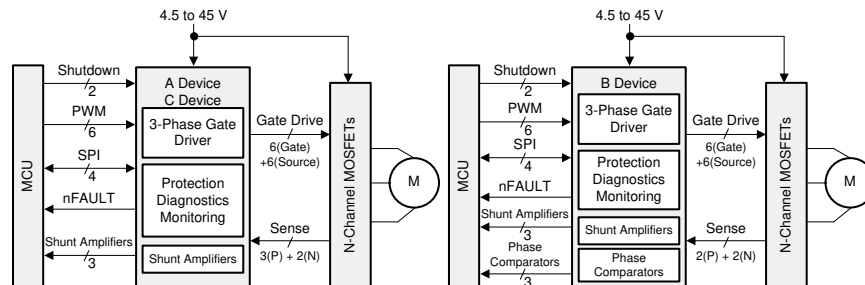 4.5 to 45 V
MCU
Shutdown
2
PWM
6
SPI
4
nFAULT
Shunt Amplifiers
3
A Device
C Device
3-Phase Gate
Driver
Protection
Diagnostics
Monitoring
Shunt Amplifiers
Gate Drive
6(Gate)
+6(Source)
Sense
3(P) + 2(N)
N-Channel MOSFETs
M
4.5 to 45 V
MCU
Shutdown
2
PWM
6
SPI
4
nFAULT
Shunt Amplifiers
3
Phase
Comparators
3
B Device
3-Phase Gate
Driver
Protection
Diagnostics
Monitoring
Shunt Amplifiers
Phase
Comparators
Gate Drive
6(Gate)
+6(Source)
Sense
2(P) + 2(N)
N-Channel MOSFETs
M